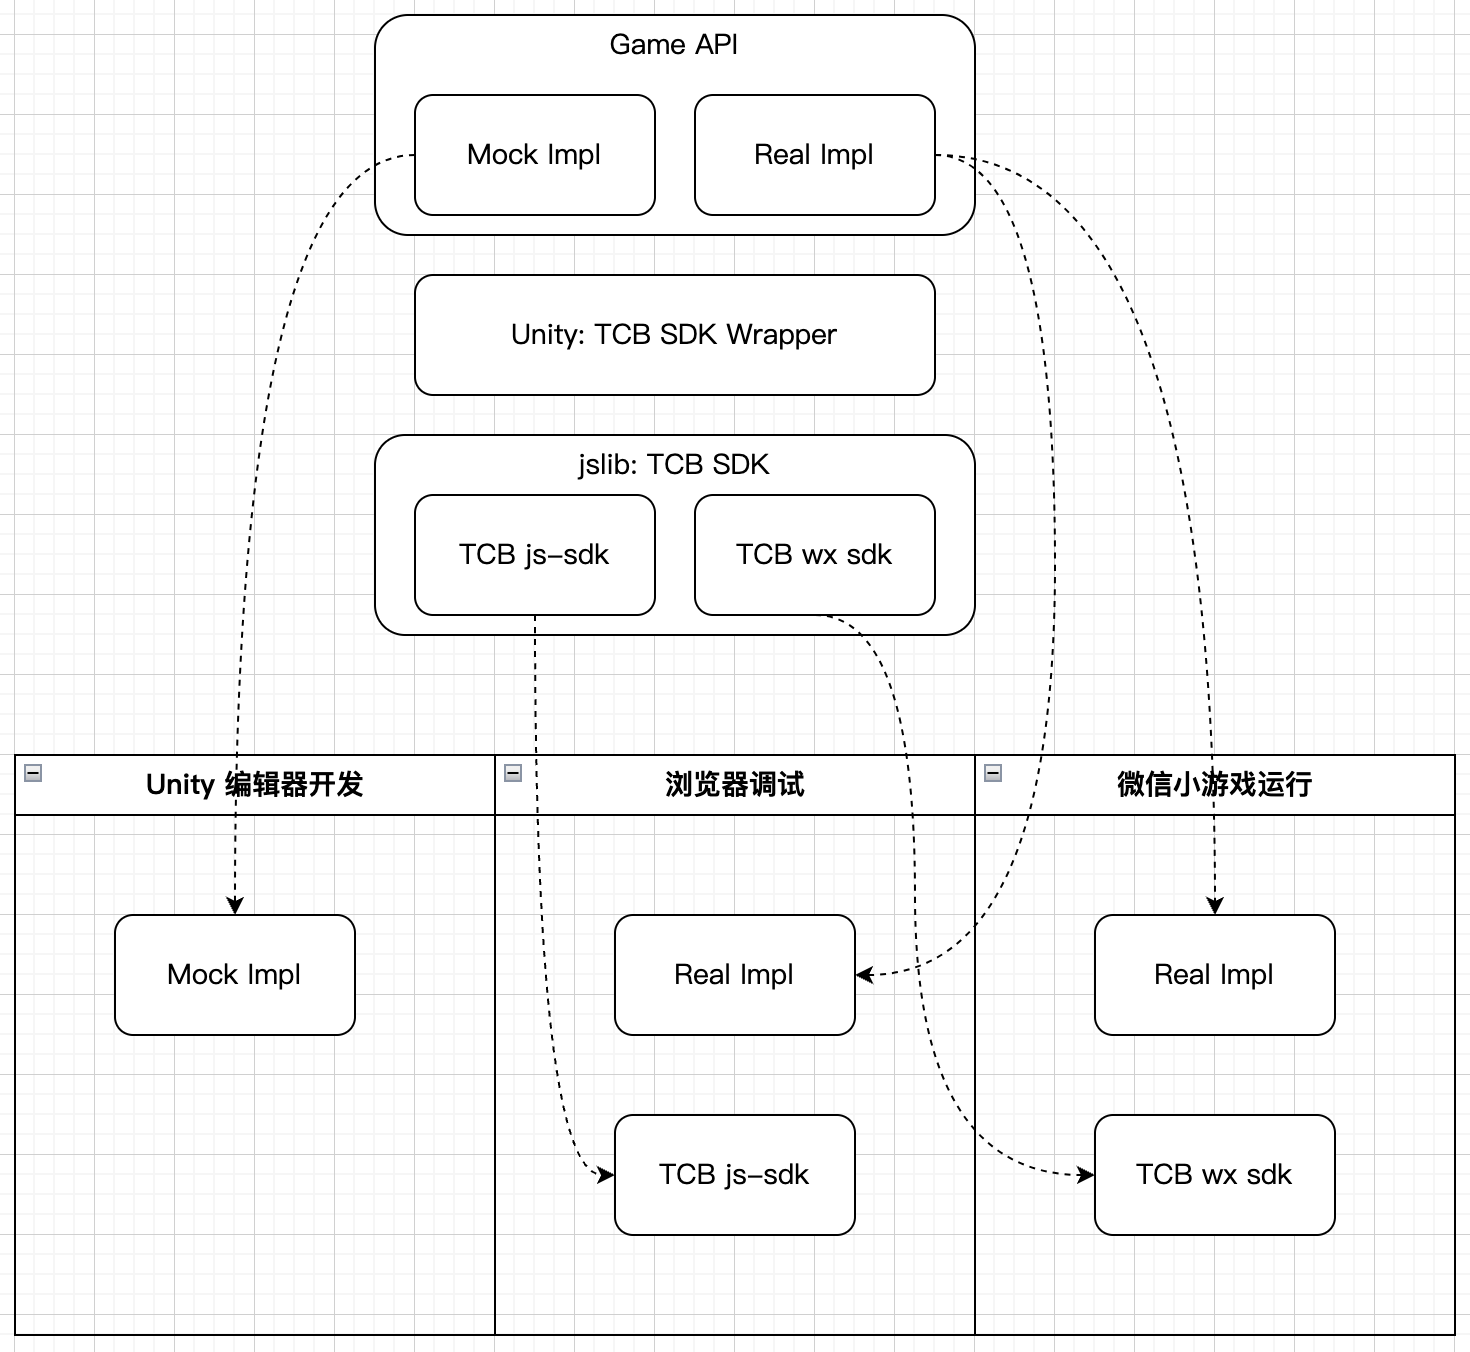 Game API
Mock Impl
Real Impl
Unity: TCB SDK Wrapper
jslib: TCB SDK
TCB js-sdk
TCB wx sdk
Unity 编辑器开发
浏览器调试
微信小游戏运行
Mock Impl
Real Impl
Real Impl
TCB js-sdk
TCB wx sdk